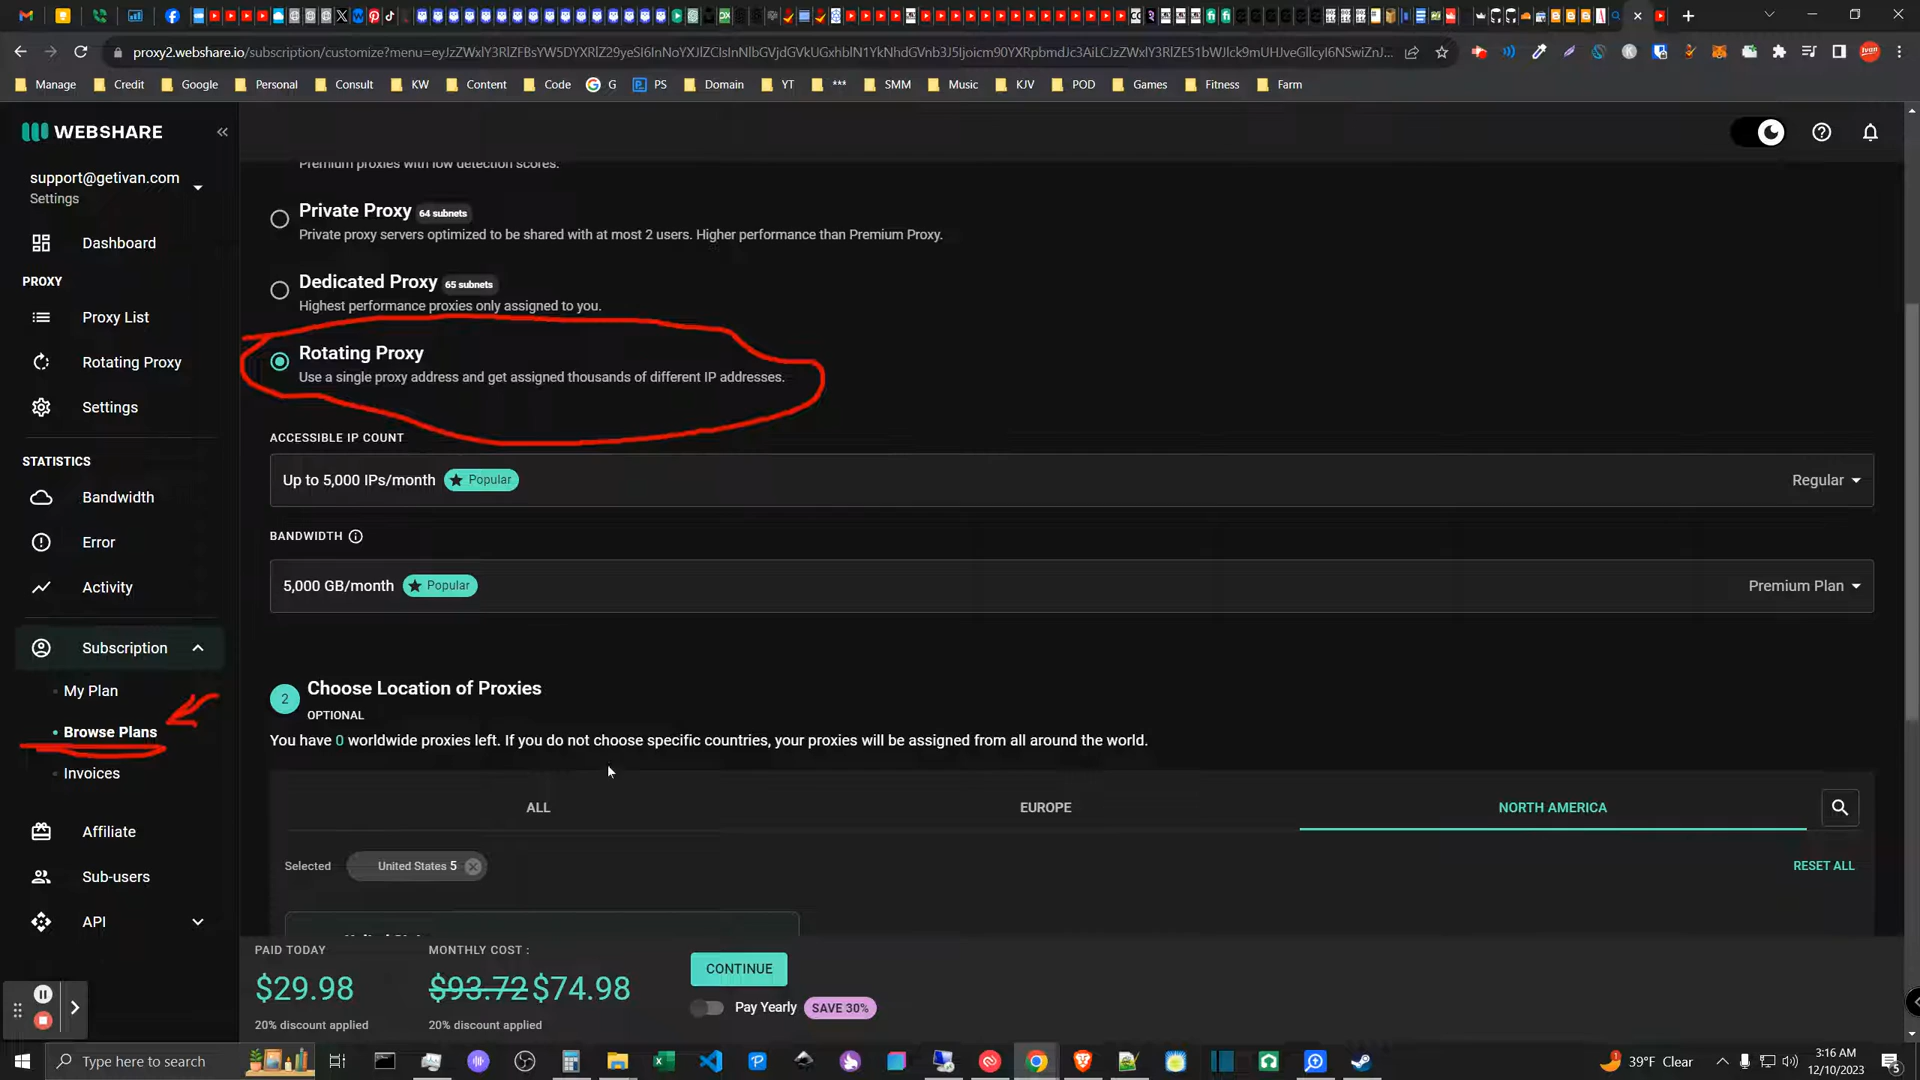 proxy2.webshare.io/subscription/customize?menu=
Manage Credit Google Personal Consult KW Content Code G PS Domain YT *** SMM Music KJV POD Games Fitness Farm
WEBSHARE
support@getivan.com
Settings
Dashboard
PROXY
Proxy List
Rotating Proxy
Settings
STATISTICS
Bandwidth
Error
Activity
Subscription
My Plan
Browse Plans
Invoices
Affiliate
Sub-users
API
Premium proxies with low detection scores.
Private Proxy 64 subnets
Private proxy servers optimized to be shared with at most 2 users. Higher performance than Premium Proxy.
Dedicated Proxy 65 subnets
Highest performance proxies only assigned to you.
Rotating Proxy
Use a single proxy address and get assigned thousands of different IP addresses.
ACCESSIBLE IP COUNT
Up to 5,000 IPs/month Popular Regular
BANDWIDTH
5,000 GB/month Popular Premium Plan
2 Choose Location of Proxies
OPTIONAL
You have 0 worldwide proxies left. If you do not choose specific countries, your proxies will be assigned from all around the world.
ALL EUROPE NORTH AMERICA
Selected United States 5 RESET ALL
PAID TODAY MONTHLY COST :
$29.98 $93.72 $74.98
20% discount applied 20% discount applied
CONTINUE
Pay Yearly SAVE 30%
Type here to search
39°F Clear
3:16 AM
12/10/2023
5